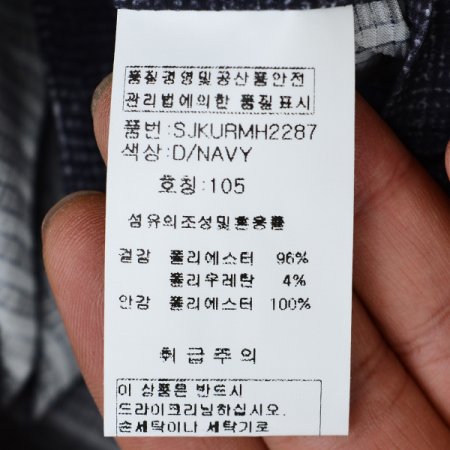 품질경영및공산품안전
관리법에의한 품질표시
품번:SJKURMH2287
색상:D/NAVY
호칭:105
섬유의조성및혼용률
겉감 폴리에스터 96%
폴리우레탄 4%
안감 폴리에스터 100%
취급주의
이 상품은 반드시
드라이크리닝하십시오.
손세탁이나 세탁기로